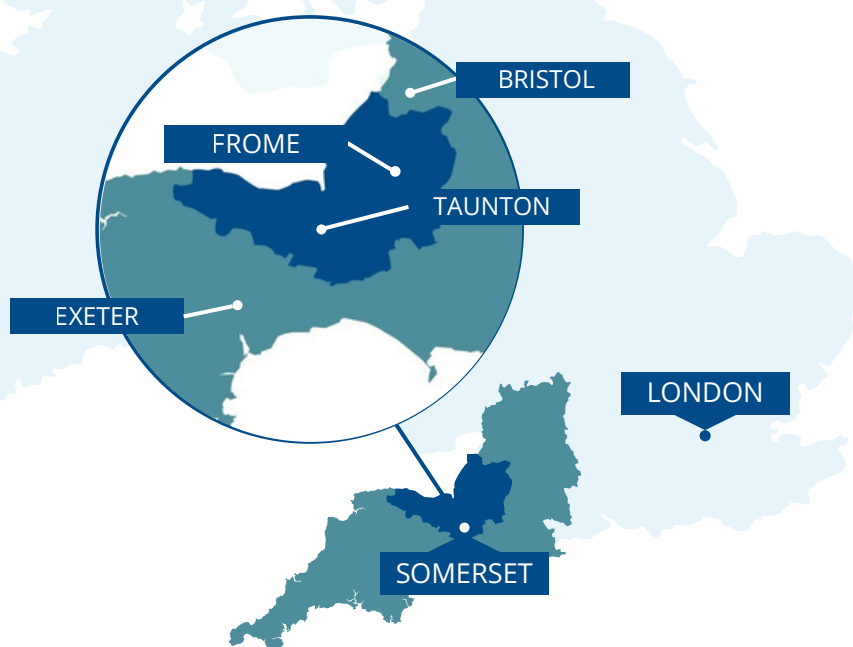 BRISTOL
FROME
TAUNTON
EXETER
LONDON
SOMERSET